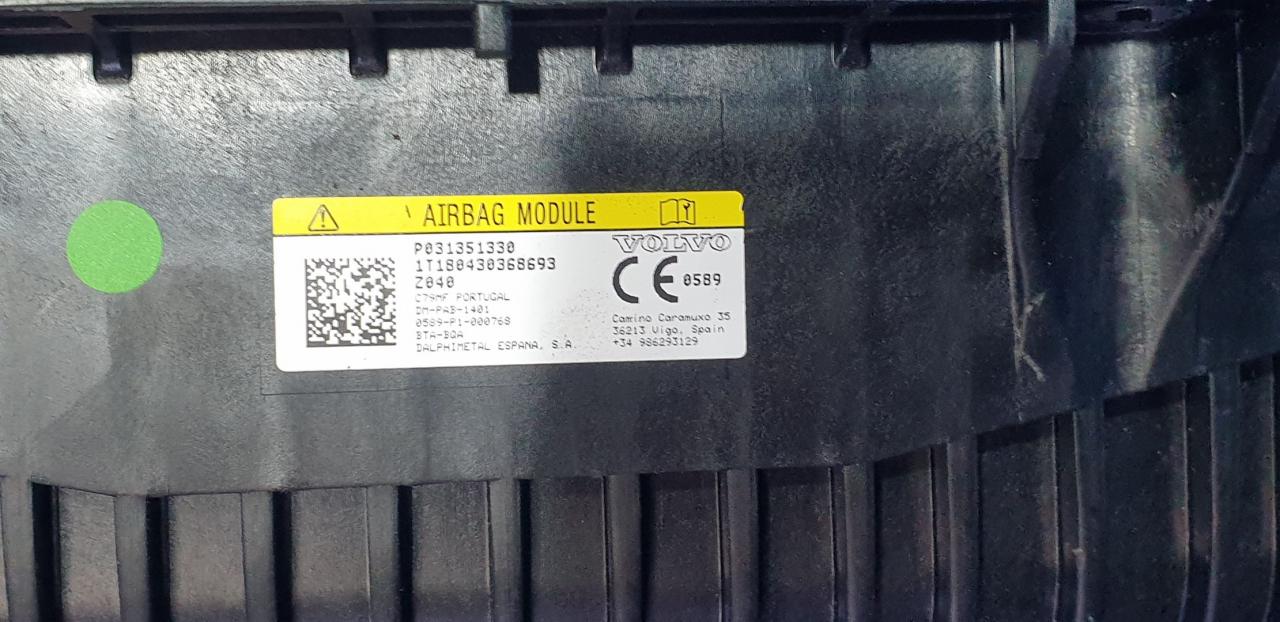 AIRBAG MODULE
P031351330
1T180430368693
Z040
C79MF PORTUGAL
DM-PAB-1401
0589-P1-000768
BTA-BQA
DALPHIMETAL ESPANA, S.A.
VOLVO
CE 0589
Camino Caramuxo 35
36213 Vigo, Spain
+34 986293129